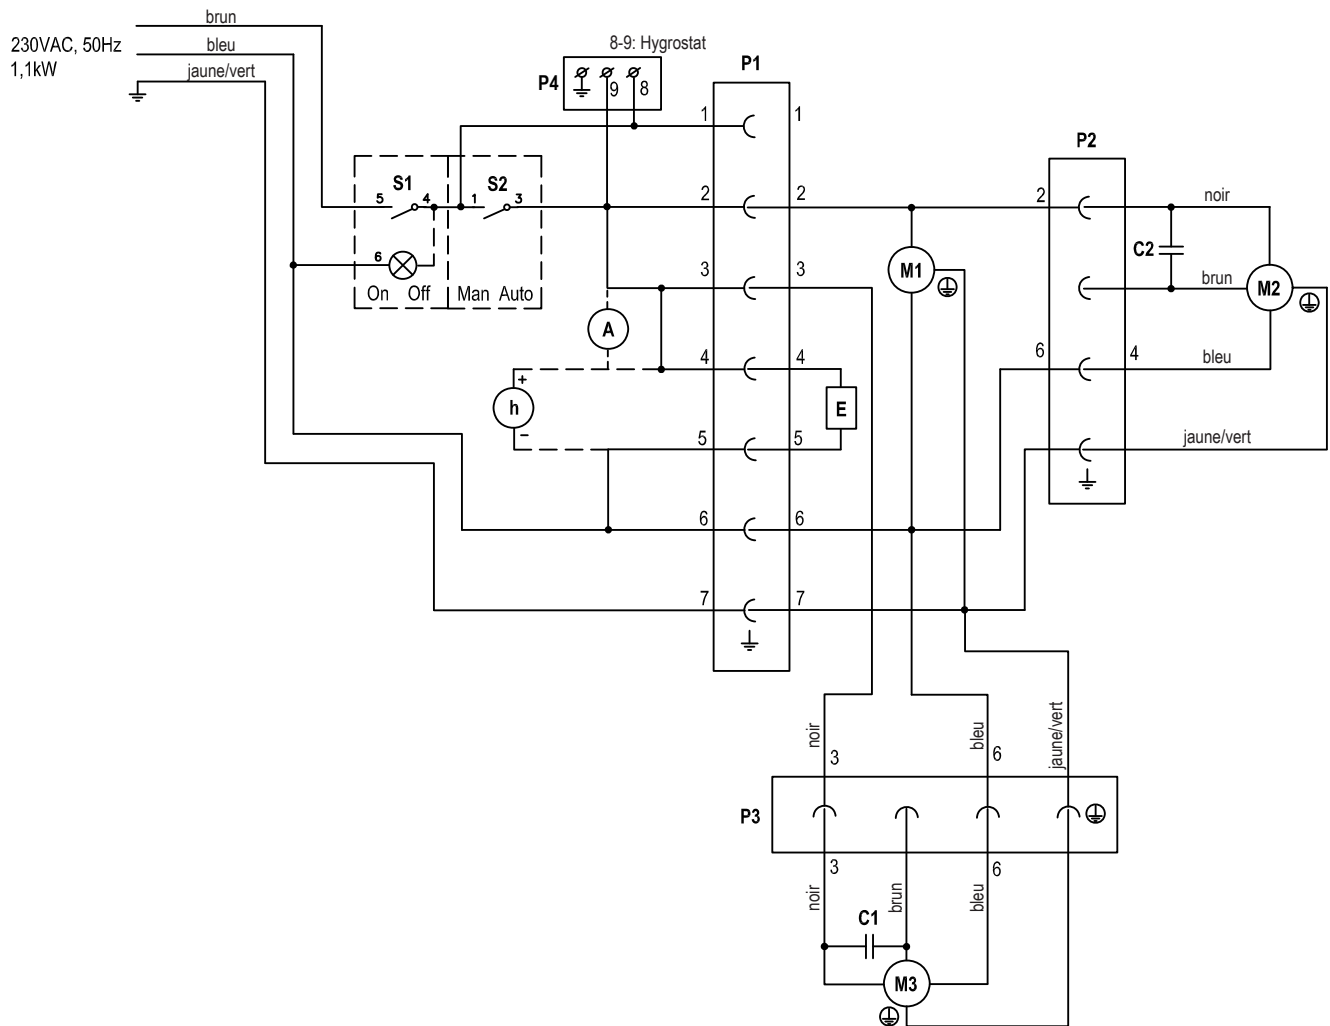 brun
230VAC, 50Hz
1,1kW
bleu
jaune/vert
8-9: Hygrostat
P4
9
8
P1
1
1
P2
S1
S2
5
4
1
3
2
2
2
noir
C2
6
3
3
M1
brun
M2
On
Off
Man
Auto
A
4
4
6
4
bleu
+
h
E
–
5
5
jaune/vert
6
6
7
7
noir
bleu
jaune/vert
3
6
P3
3
6
noir
brun
bleu
C1
M3